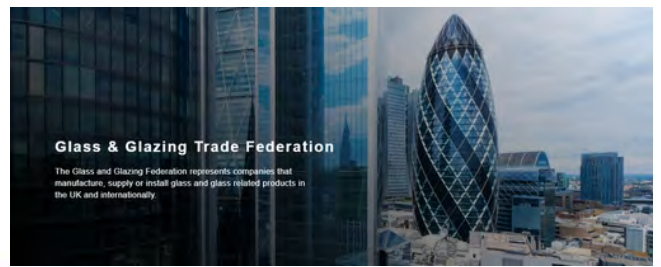 Glass & Glazing Trade Federation
The Glass and Glazing Federation represents companies that
manufacture, supply or install glass and glass related products in
the UK and internationally.